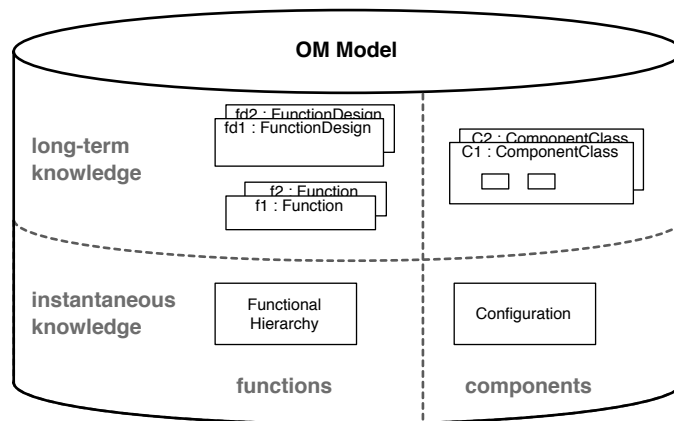 OM Model
long-term
knowledge
fd2 : FunctionDesign
fd1 : FunctionDesign
f2 : Function
f1 : Function
C2 : ComponentClass
C1 : ComponentClass
instantaneous
knowledge
Functional
Hierarchy
Configuration
functions
components